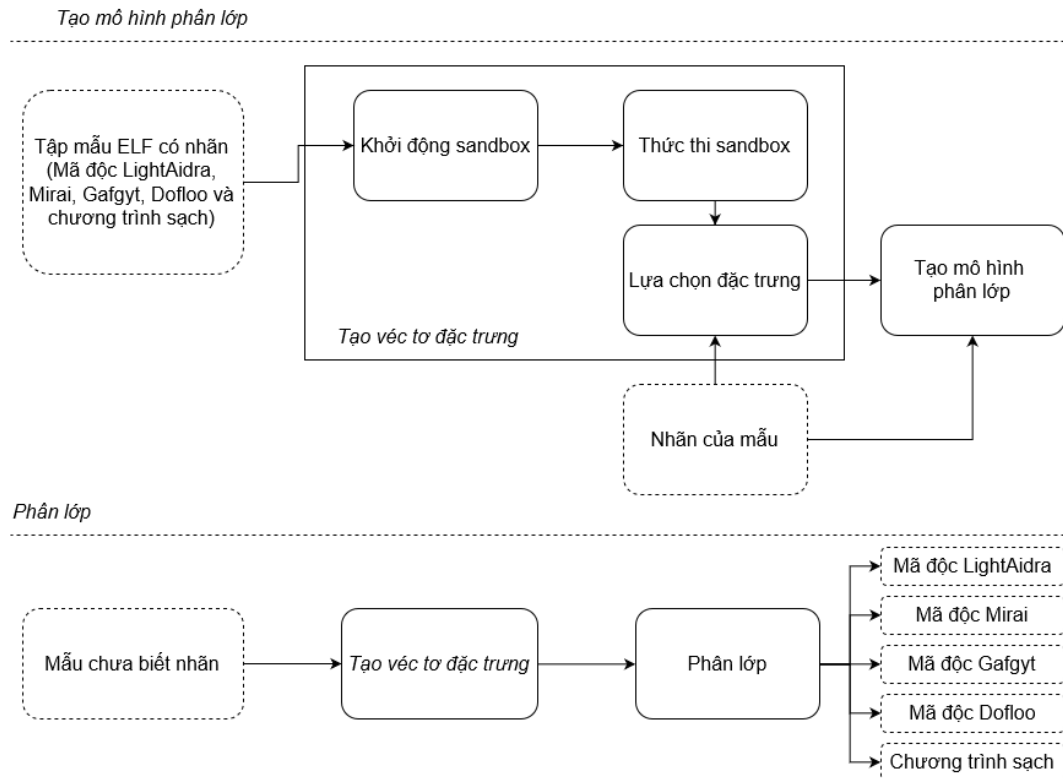 Tạo mô hình phân lớp
Tập mẫu ELF có nhãn
(Mã độc LightAidra,
Mirai, Gafgyt, Dofloo và
chương trình sạch)
Khởi động sandbox
Thực thi sandbox
Lựa chọn đặc trưng
Tạo mô hình
phân lớp
Tạo véc tơ đặc trưng
Nhãn của mẫu
Phân lớp
Mẫu chưa biết nhãn
Tạo véc tơ đặc trưng
Phân lớp
Mã độc LightAidra
Mã độc Mirai
Mã độc Gafgyt
Mã độc Dofloo
Chương trình sạch